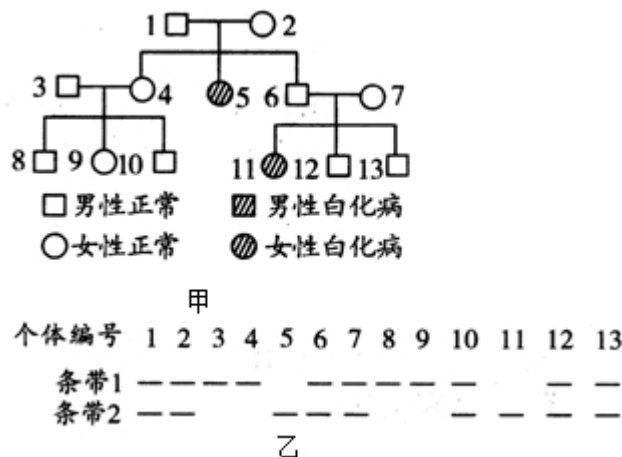 1 2
3 4 5 6 7
8 9 10 11 12 13
男性正常 男性白化病
女性正常 女性白化病
甲
个体编号 1 2 3 4 5 6 7 8 9 10 11 12 13
条带1
条带2
乙